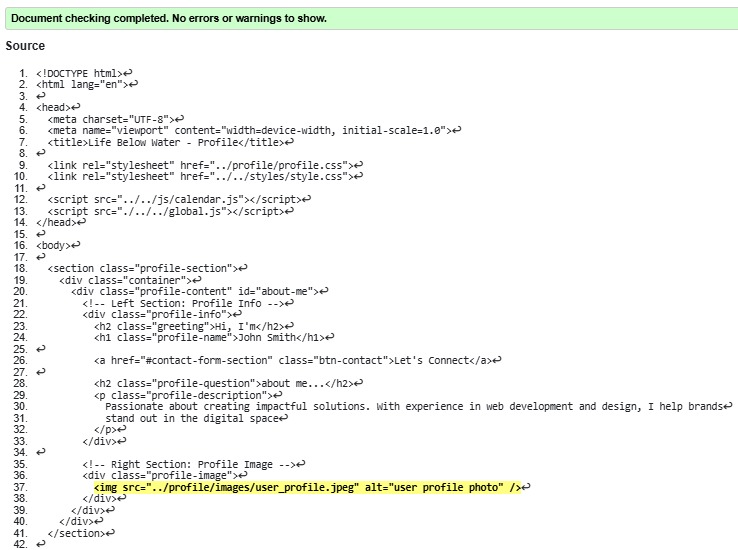 Document checking completed. No errors or warnings to show.
Source
1. <!DOCTYPE html>↩
2. <html lang="en">↩
3. ↩
4. <head>↩
5. <meta charset="UTF-8">↩
6. <meta name="viewport" content="width=device-width, initial-scale=1.0">↩
7. <title>Life Below Water - Profile</title>↩
8. ↩
9. <link rel="stylesheet" href="../profile/profile.css">↩
10. <link rel="stylesheet" href="../../styles/style.css">↩
11. ↩
12. <script src="../../js/calendar.js"></script>↩
13. <script src="./../../global.js"></script>↩
14. </head>↩
15. ↩
16. <body>↩
17. ↩
18. <section class="profile-section">↩
19. <div class="container">↩
20. <div class="profile-content" id="about-me">↩
21. <!-- Left Section: Profile Info -->↩
22. <div class="profile-info">↩
23. <h2 class="greeting">Hi, I'm</h2>↩
24. <h1 class="profile-name">John Smith</h1>↩
25. ↩
26. <a href="#contact-form-section" class="btn-contact">Let's Connect</a>↩
27. ↩
28. <h2 class="profile-question">about me...</h2>↩
29. <p class="profile-description">↩
30. Passionate about creating impactful solutions. With experience in web development and design, I help brands↩
31. stand out in the digital space↩
32. </p>↩
33. </div>↩
34. ↩
35. <!-- Right Section: Profile Image -->↩
36. <div class="profile-image">↩
37. <img src="../profile/images/user_profile.jpeg" alt="user profile photo" />↩
38. </div>↩
39. </div>↩
40. </div>↩
41. </section>↩
42. ↩